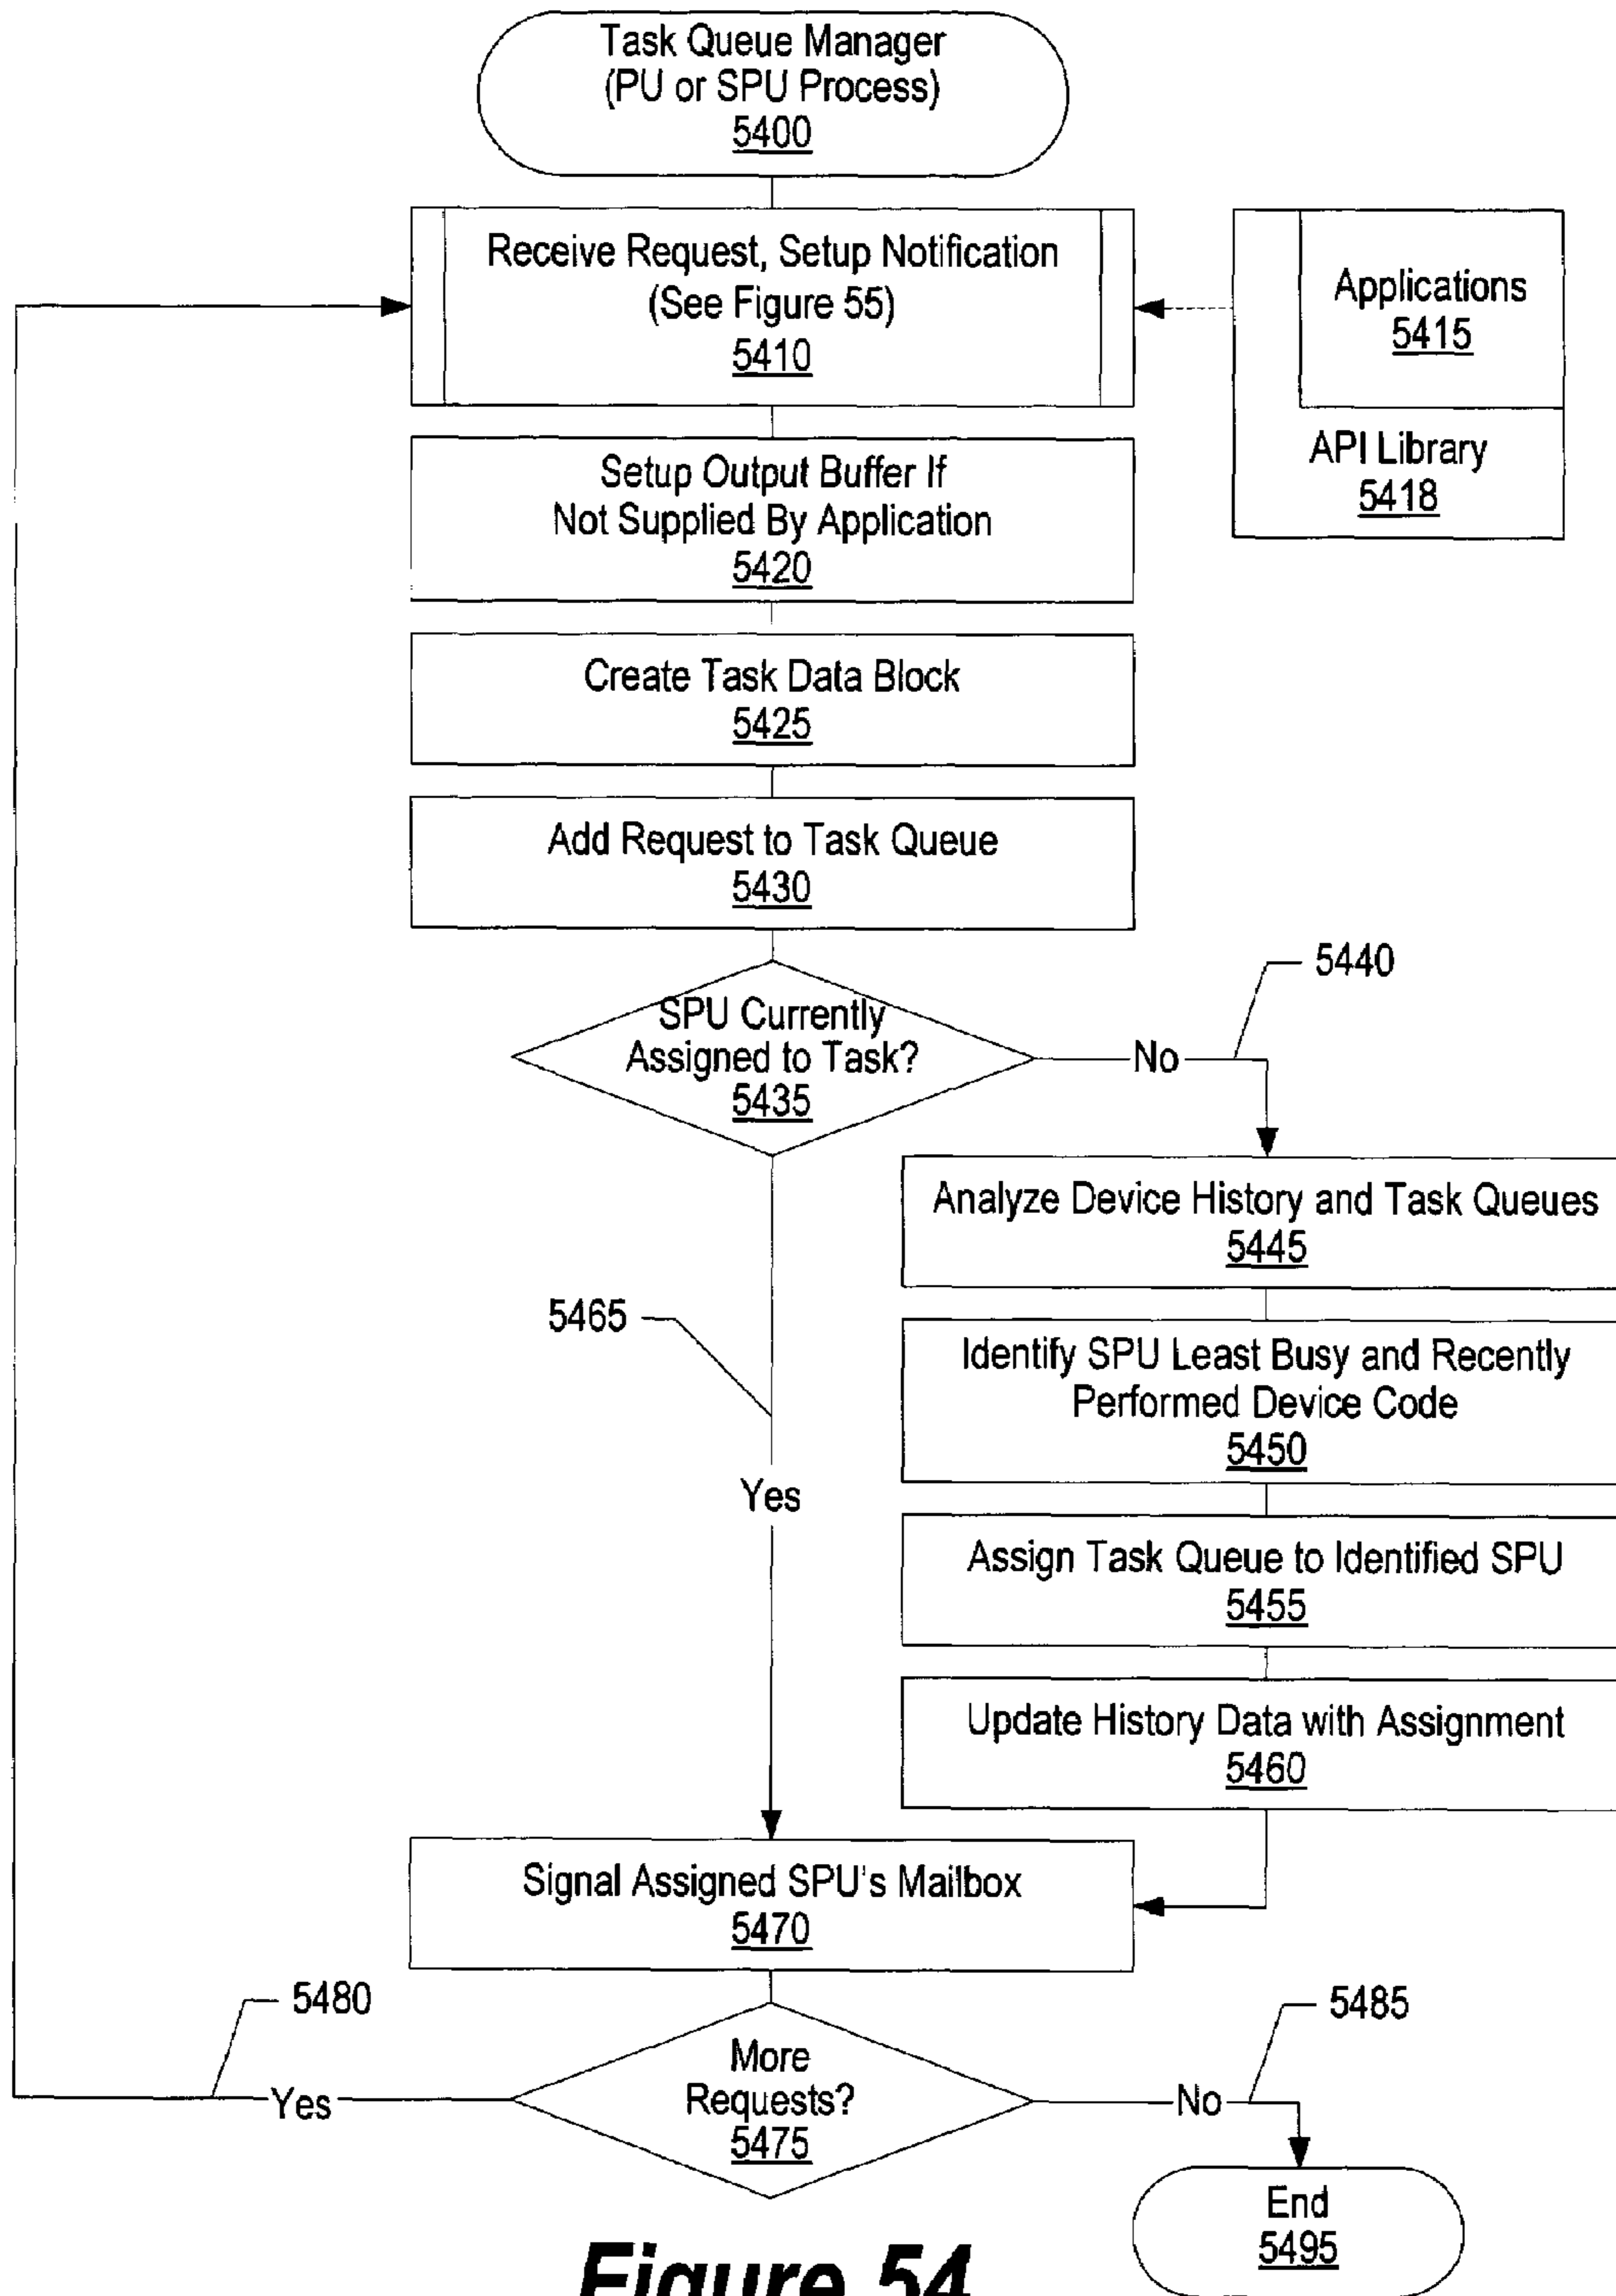 Task Queue Manager
(PU or SPU Process)
5400
Receive Request, Setup Notification
(See Figure 55)
5410
Applications
5415
API Library
5418
Setup Output Buffer If
Not Supplied By Application
5420
Create Task Data Block
5425
Add Request to Task Queue
5430
SPU Currently
Assigned to Task?
5435
No
5440
Analyze Device History and Task Queues
5445
Identify SPU Least Busy and Recently
Performed Device Code
5450
Assign Task Queue to Identified SPU
5455
Update History Data with Assignment
5460
5465
Yes
Signal Assigned SPU's Mailbox
5470
More
Requests?
5475
5480
Yes
No
5485
End
5495
Figure 54